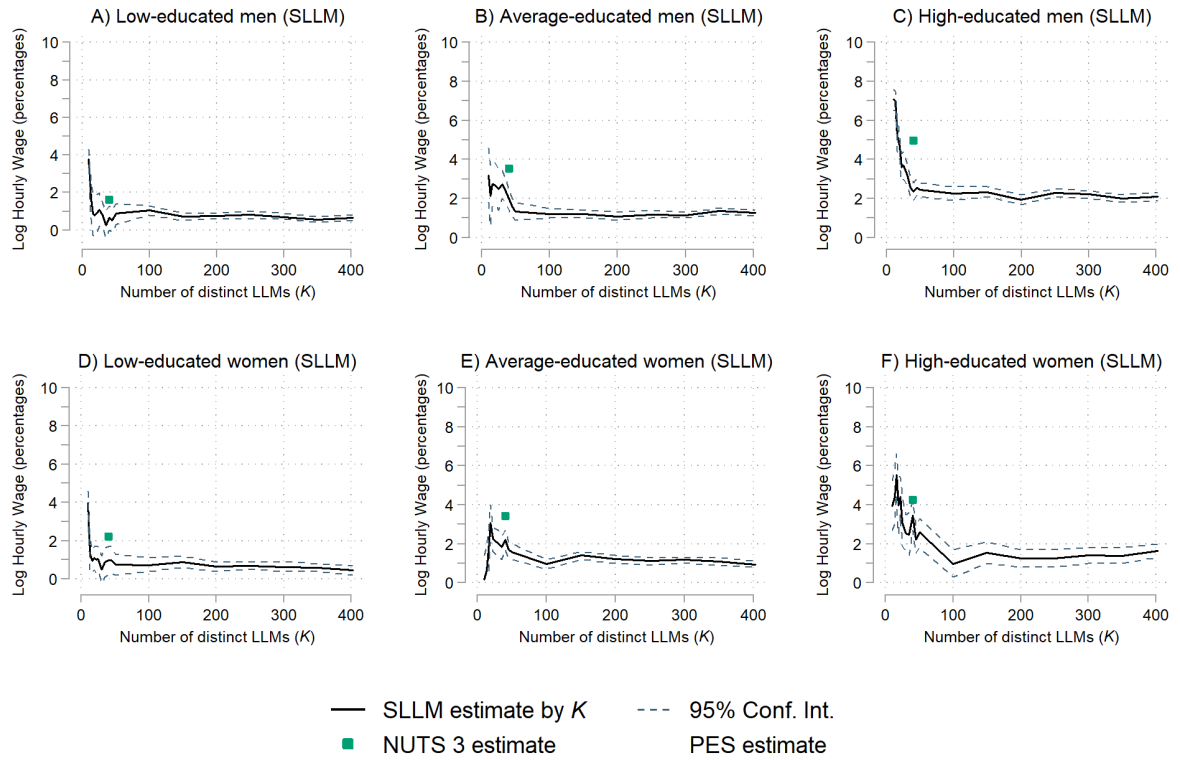 A) Low-educated men (SLLM)
Log Hourly Wage (percentages)
10
8
6
4
2
0
0 100 200 300 400
Number of distinct LLMs (K)
B) Average-educated men (SLLM)
Log Hourly Wage (percentages)
10
8
6
4
2
0
0 100 200 300 400
Number of distinct LLMs (K)
C) High-educated men (SLLM)
Log Hourly Wage (percentages)
10
8
6
4
2
0
0 100 200 300 400
Number of distinct LLMs (K)
D) Low-educated women (SLLM)
Log Hourly Wage (percentages)
10
8
6
4
2
0
0 100 200 300 400
Number of distinct LLMs (K)
E) Average-educated women (SLLM)
Log Hourly Wage (percentages)
10
8
6
4
2
0
0 100 200 300 400
Number of distinct LLMs (K)
F) High-educated women (SLLM)
Log Hourly Wage (percentages)
10
8
6
4
2
0
0 100 200 300 400
Number of distinct LLMs (K)
SLLM estimate by K 95% Conf. Int.
NUTS 3 estimate PES estimate